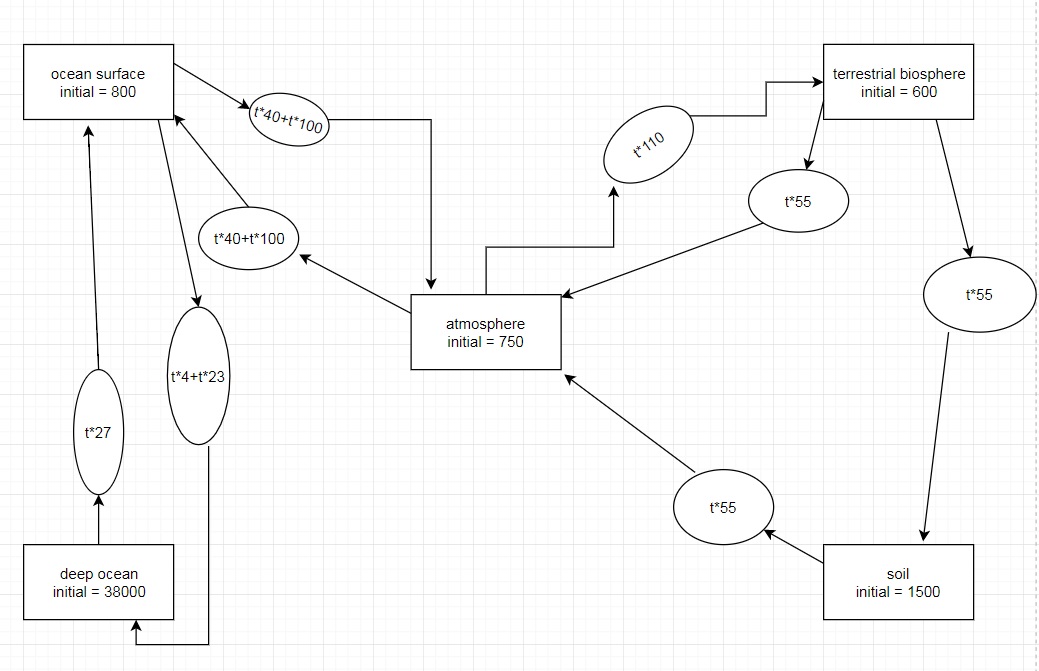 ocean surface
initial = 800
t*40+t*100
t*110
terrestrial biosphere
initial = 600
t*55
t*40+t*100
t*55
atmosphere
initial = 750
t*4+t*23
t*27
t*55
deep ocean
initial = 38000
soil
initial = 1500